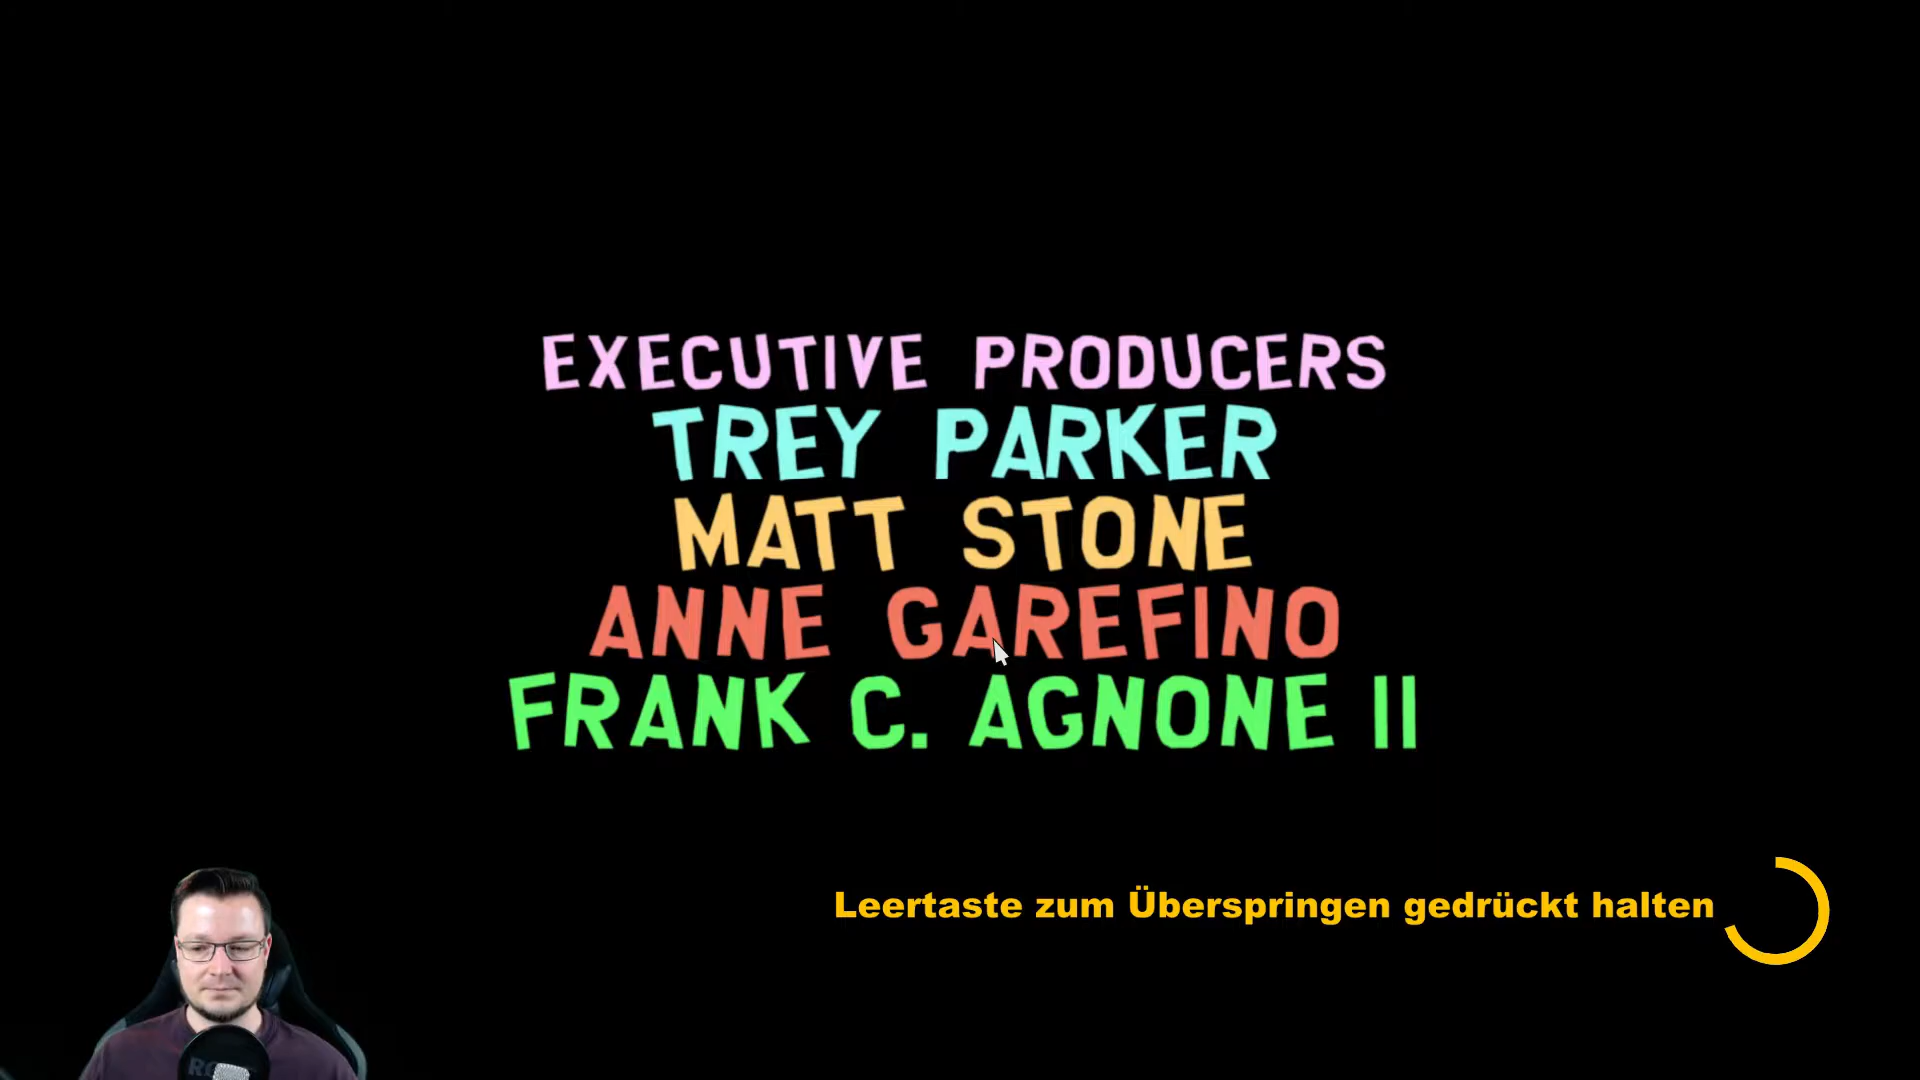 EXECUTIVE PRODUCERS
TREY PARKER
MATT STONE
ANNE GAREFINO
FRANK C. AGNONE II
Leertaste zum Überspringen gedrückt halten